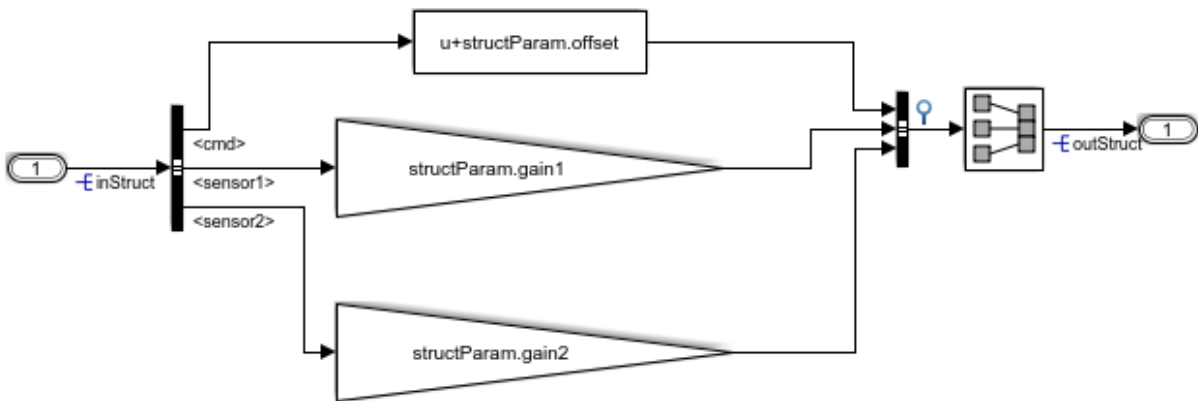 u+structParam.offset
<cmd>
1
inStruct
<sensor1>
structParam.gain1
outStruct
1
<sensor2>
structParam.gain2